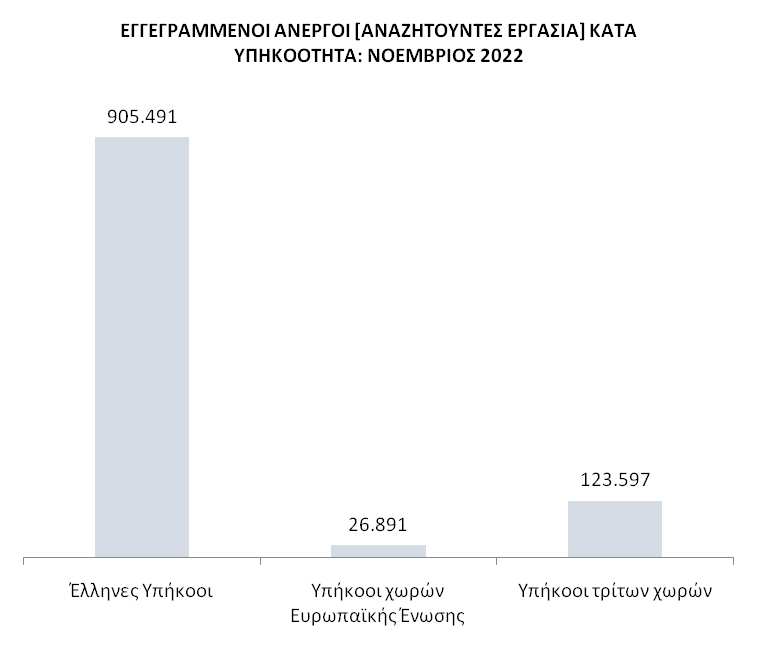 ΕΓΓΕΓΡΑΜΜΕΝΟΙ ΑΝΕΡΓΟΙ [ΑΝΑΖΗΤΟΥΝΤΕΣ ΕΡΓΑΣΙΑ] ΚΑΤΑ
ΥΠΗΚΟΟΤΗΤΑ: ΝΟΕΜΒΡΙΟΣ 2022
905.491
26.891
123.597
Έλληνες Υπήκοοι
Υπήκοοι χωρών
Ευρωπαϊκής Ένωσης
Υπήκοοι τρίτων χωρών